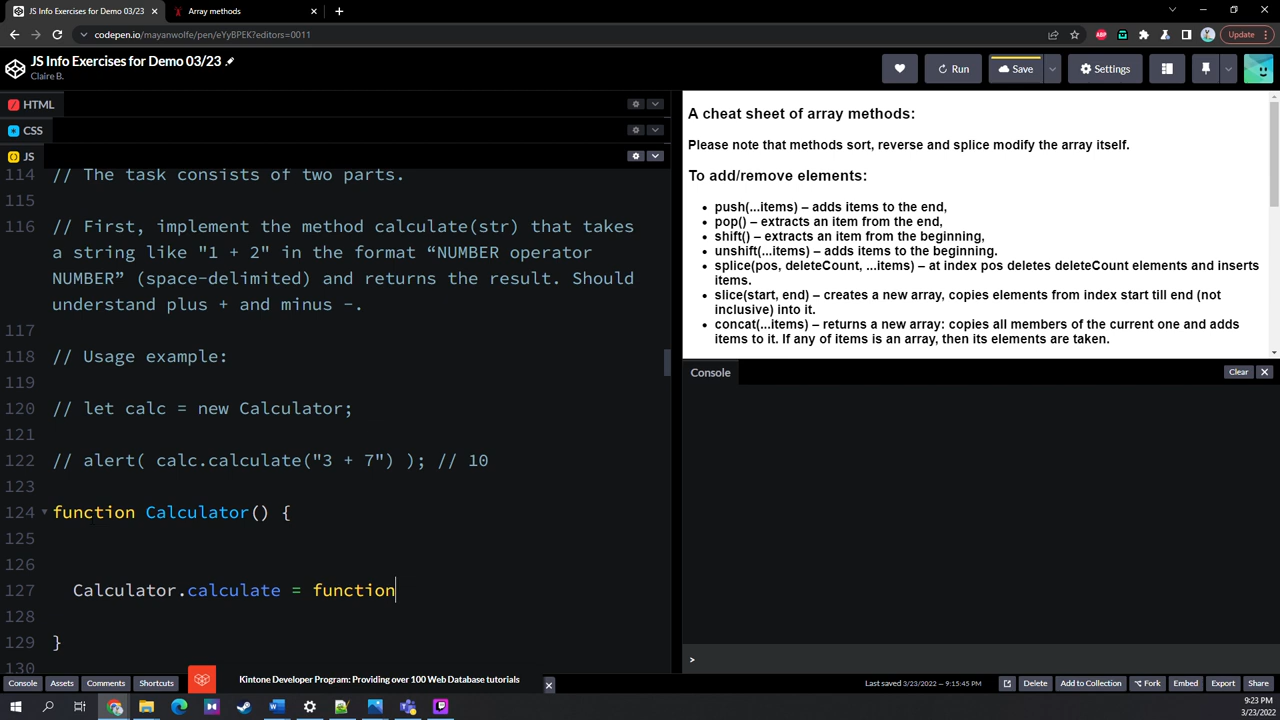 JS Info Exercises for Demo 03/23
Array methods
codepen.io/mayanwolfe/pen/eYyBPEK?editors=0011
Update
JS Info Exercises for Demo 03/23
Claire B.
Run
Save
Settings
HTML
CSS
JS
114 // The task consists of two parts.
115
116 // First, implement the method calculate(str) that takes
a string like "1 + 2" in the format “NUMBER operator
NUMBER” (space-delimited) and returns the result. Should
understand plus + and minus -.
117
118 // Usage example:
119
120 // let calc = new Calculator;
121
122 // alert( calc.calculate("3 + 7") ); // 10
123
124 function Calculator() {
125
126
127 Calculator.calculate = function
128
129 }
130
A cheat sheet of array methods:
Please note that methods sort, reverse and splice modify the array itself.
To add/remove elements:
• push(...items) – adds items to the end,
• pop() – extracts an item from the end,
• shift() – extracts an item from the beginning,
• unshift(...items) – adds items to the beginning.
• splice(pos, deleteCount, ...items) – at index pos deletes deleteCount elements and inserts
items.
• slice(start, end) – creates a new array, copies elements from index start till end (not
inclusive) into it.
• concat(...items) – returns a new array: copies all members of the current one and adds
items to it. If any of items is an array, then its elements are taken.
Console
Clear
>
Kintone Developer Program: Providing over 100 Web Database tutorials
Console
Assets
Comments
Shortcuts
Last saved 3/23/2022 — 9:15:45 PM
Delete
Add to Collection
Fork
Embed
Export
Share
9:23 PM
3/23/2022